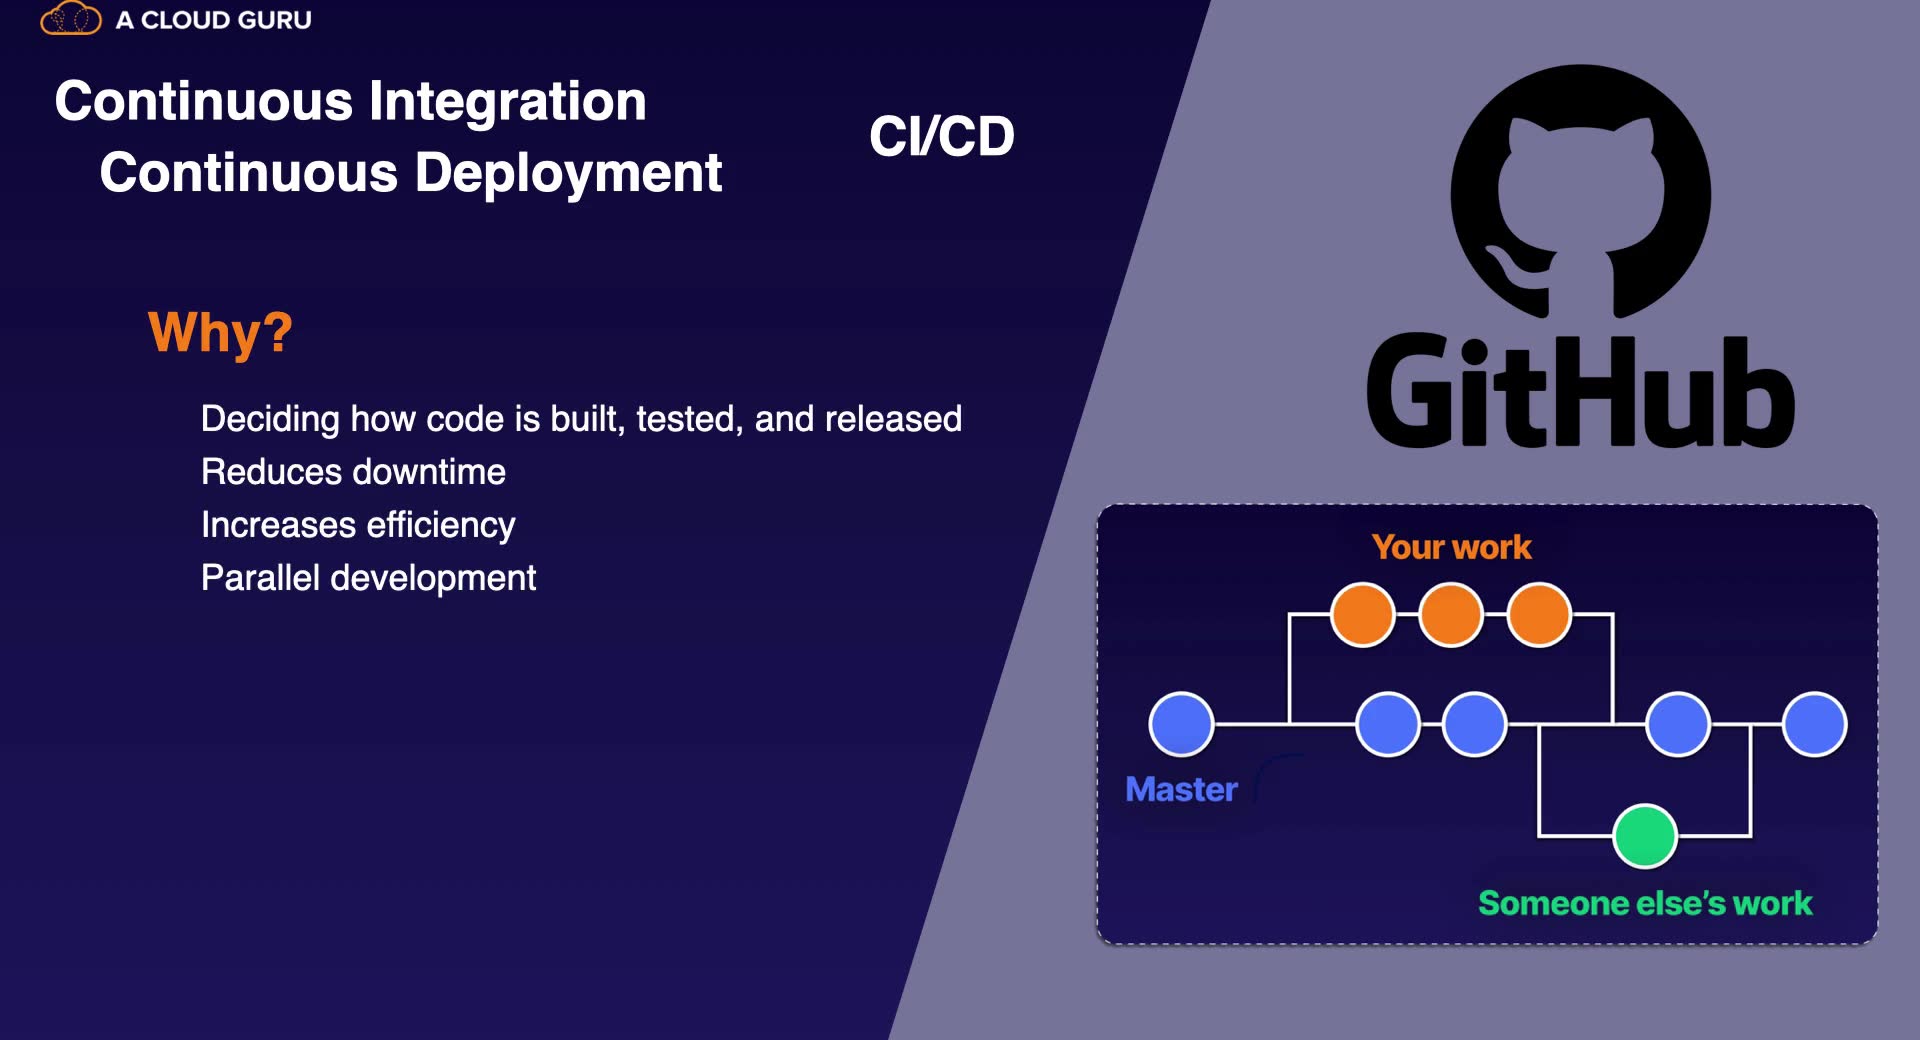 A CLOUD GURU
Continuous Integration
Continuous Deployment
CI/CD
Why?
Deciding how code is built, tested, and released
Reduces downtime
Increases efficiency
Parallel development
GitHub
Your work
Master
Someone else's work